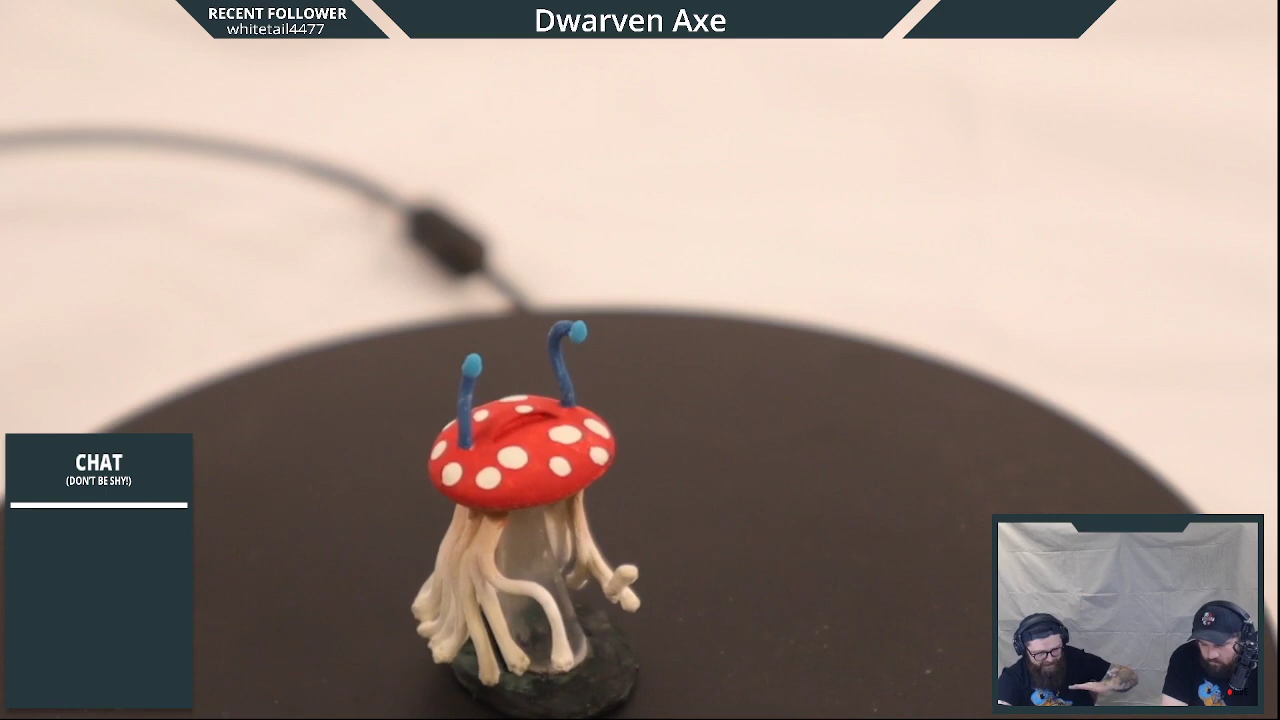 RECENT FOLLOWER
whitetail4477
Dwarven Axe
CHAT
(DON'T BE SHY!)